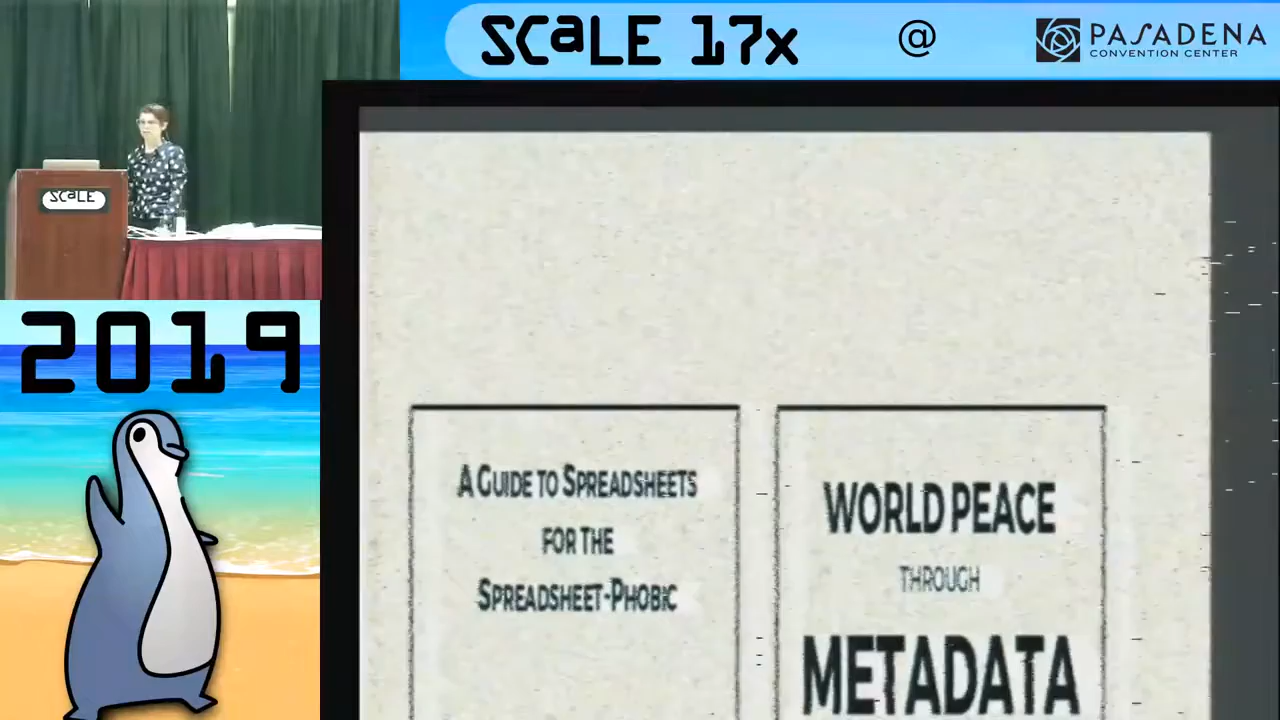 SCaLE 17x @ PASADENA
CONVENTION CENTER
SCaLE
2019
A GUIDE TO SPREADSHEETS
FOR THE
SPREADSHEET-PHOBIC
WORLD PEACE
THROUGH
METADATA